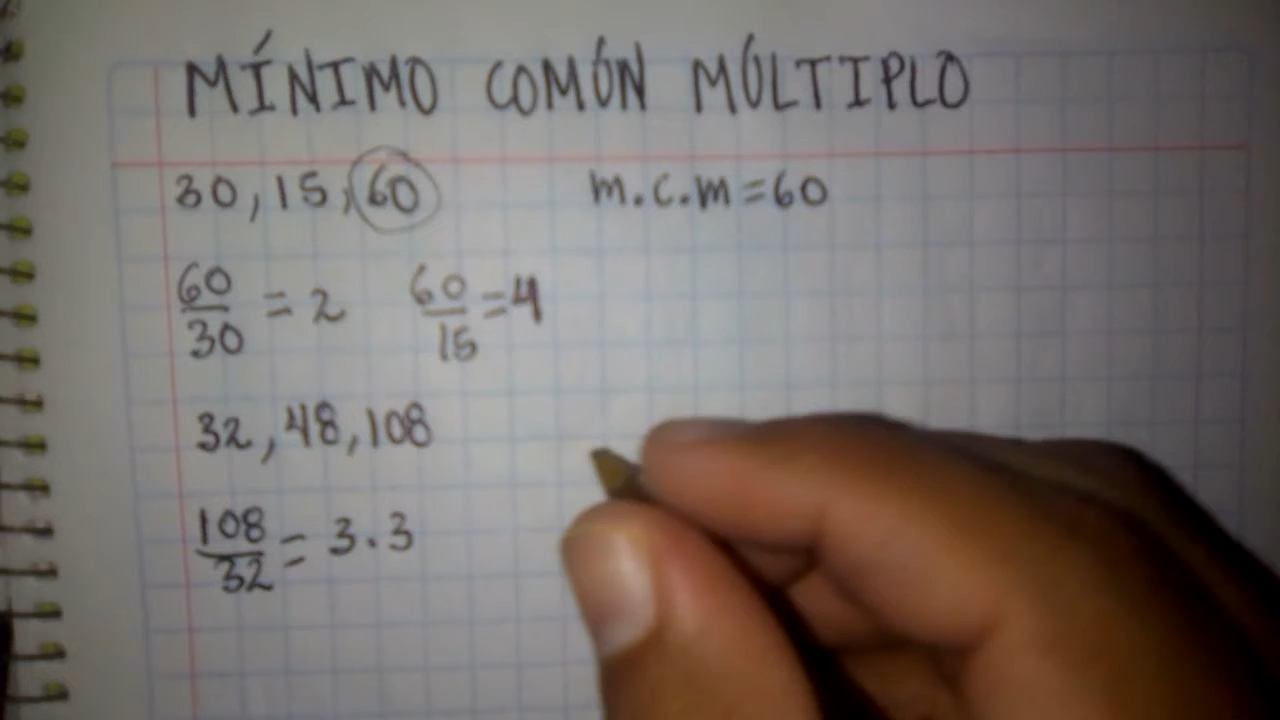 MÍNIMO COMÚN MÚLTIPLO
30, 15, 60 m.c.m = 60
60/30 = 2 60/15 = 4
32, 48, 108
108/32 = 3.3